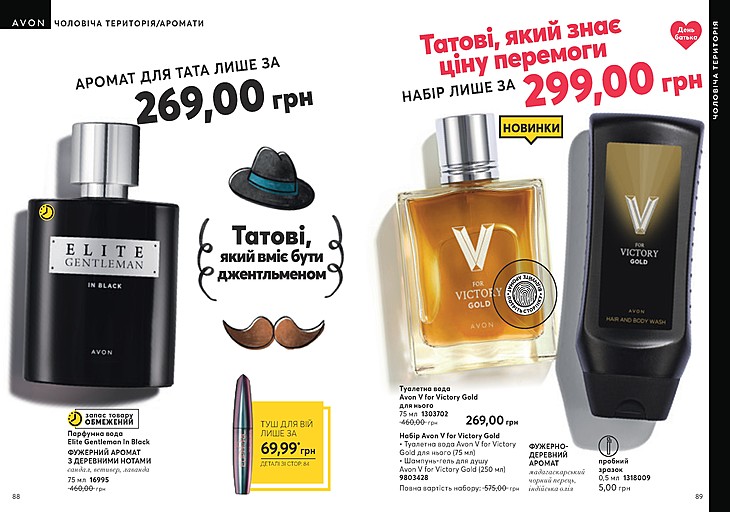 AVON ЧОЛОВІЧА ТЕРИТОРІЯ/АРОМАТИ
АРОМАТ ДЛЯ ТАТА ЛИШЕ ЗА
269,00 грн
ELITE
GENTLEMAN
IN BLACK
AVON
Татові,
який вміє бути
джентльменом
запас товару
ОБМЕЖЕНИЙ
Парфумна вода
Elite Gentleman In Black
ФУЖЕРНИЙ АРОМАТ
З ДЕРЕВНИМИ НОТАМИ
сандал, ветивер, лаванда
75 мл 16995
460,00 грн
ТУШ ДЛЯ ВІЙ
ЛИШЕ ЗА
69,99* грн
ДЕТАЛІ ЗІ СТОР. 84
88
Татові, який знає
ціну перемоги
НАБІР ЛИШЕ ЗА 299,00 грн
День
батька
ЧОЛОВІЧА ТЕРИТОРІЯ
НОВИНКИ
V
FOR
VICTORY
GOLD
AVON
V
FOR
VICTORY
GOLD
HAIR AND BODY WASH
AVON
Туалетна вода
Avon V for Victory Gold
для нього
75 мл 1303702
460,00 грн 269,00 грн
Набір Avon V for Victory Gold
• Туалетна вода Avon V for Victory
Gold для нього (75 мл)
• Шампунь-гель для душу
Avon V for Victory Gold (250 мл)
9803428
Повна вартість набору: 575,00 грн
ФУЖЕРНО-
ДЕРЕВНИЙ
АРОМАТ
мадагаскарський
чорний перець,
індійська олія
пробний
зразок
0,5 мл 1318009
5,00 грн
89